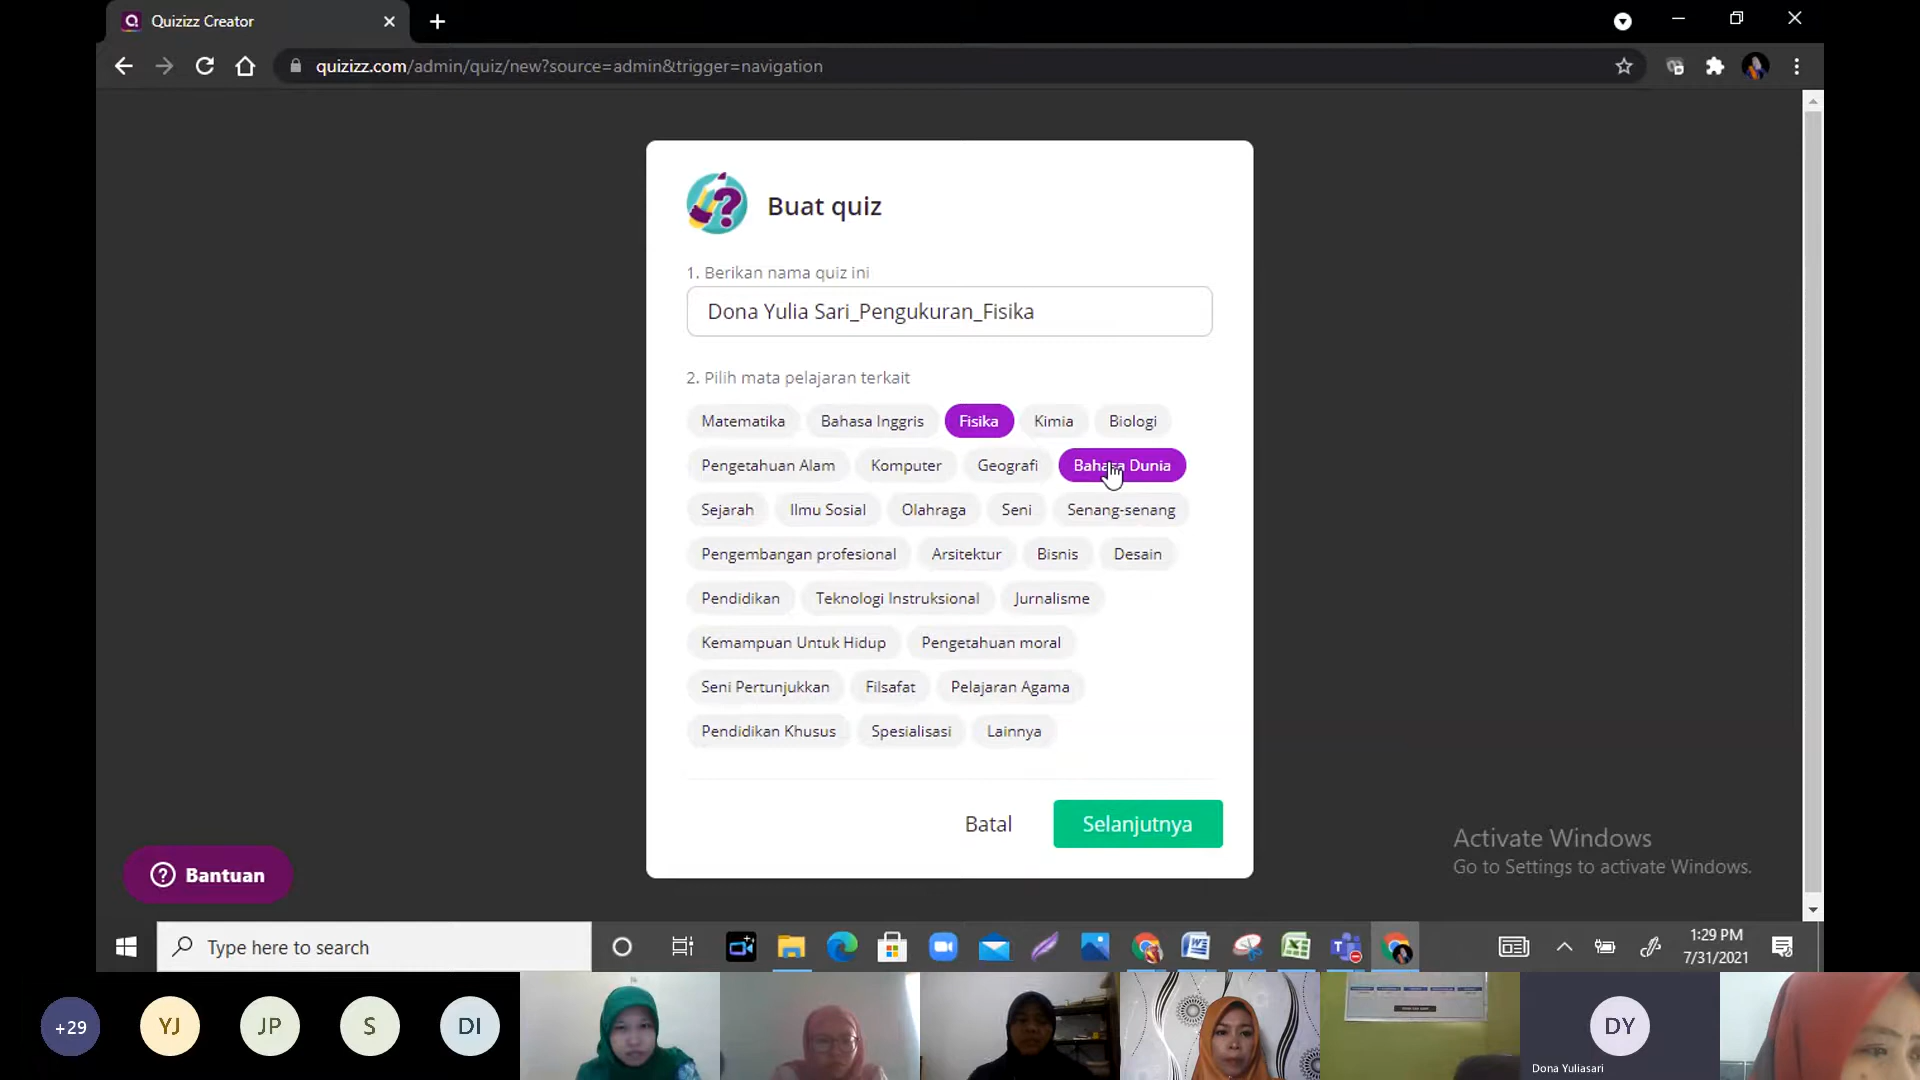 Quizizz Creator
quizizz.com/admin/quiz/new?source=admin&trigger=navigation
Buat quiz
1. Berikan nama quiz ini
Dona Yulia Sari_Pengukuran_Fisika
2. Pilih mata pelajaran terkait
Matematika Bahasa Inggris Fisika Kimia Biologi
Pengetahuan Alam Komputer Geografi Bahasa Dunia
Sejarah Ilmu Sosial Olahraga Seni Senang-senang
Pengembangan profesional Arsitektur Bisnis Desain
Pendidikan Teknologi Instruksional Jurnalisme
Kemampuan Untuk Hidup Pengetahuan moral
Seni Pertunjukkan Filsafat Pelajaran Agama
Pendidikan Khusus Spesialisasi Lainnya
Batal Selanjutnya
Activate Windows
Go to Settings to activate Windows.
Bantuan
Type here to search
1:29 PM
7/31/2021
+29 YJ JP S DI DY
Dona Yuliasari